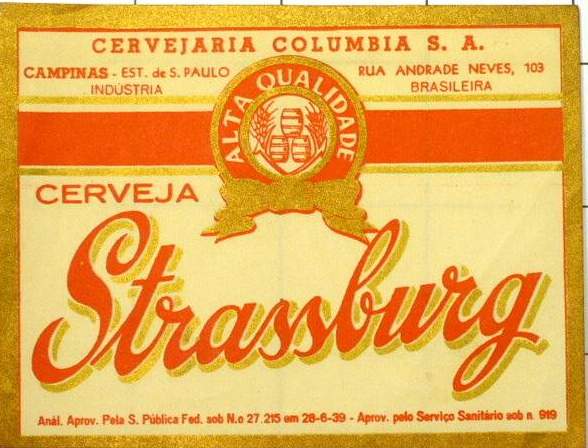 CERVEJARIA COLUMBIA S. A.
CAMPINAS - EST. de S. PAULO
INDÚSTRIA
RUA ANDRADE NEVES, 103
BRASILEIRA
ALTA QUALIDADE
CERVEJA
Strassburg
Anál. Aprov. Pela S. Pública Fed. sob N.o 27.215 em 28-6-39 - Aprov. pelo Serviço Sanitário sob n. 919